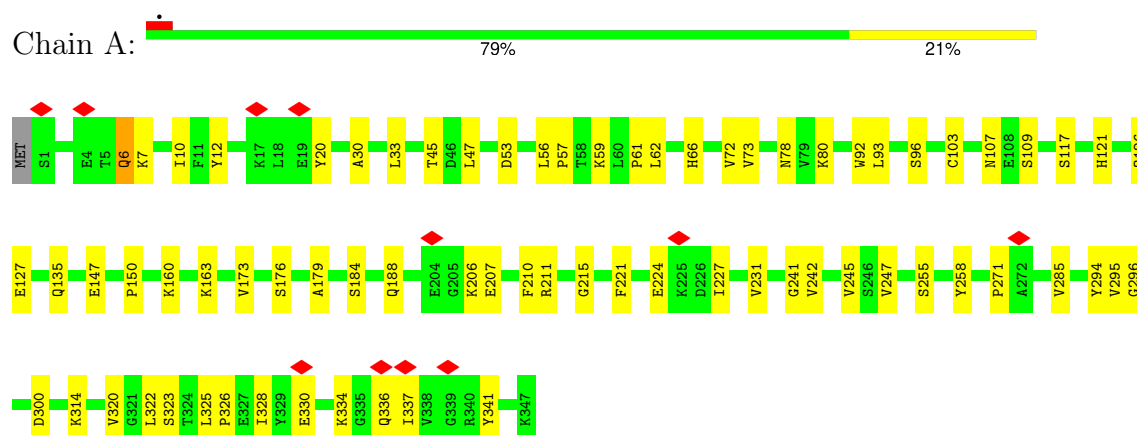 Chain A:
79% 21%
MET S1 E4 T5 Q6 K7 I10 F11 Y12 K17 L18 E19 Y20 A30 L33 T45 D46 L47 D53 L56 P57 T58 K59 L60 P61 L62 H66 V72 V73 N78 V79 K80 W92 L93 S96 C103 N107 E108 S109 S117 H121
E127 Q135 E147 P150 K160 K163 V173 S176 A179 S184 Q188 E204 G205 K206 E207 F210 R211 G215 F221 E224 K225 D226 I227 V231 G241 V242 V245 S246 V247 S255 Y258 P271 A272 V285 Y294 V295 G296
D300 K314 V320 G321 L322 S323 T324 L325 P326 E327 I328 Y329 E330 K334 G335 Q336 I337 V338 G339 R340 Y341 K347